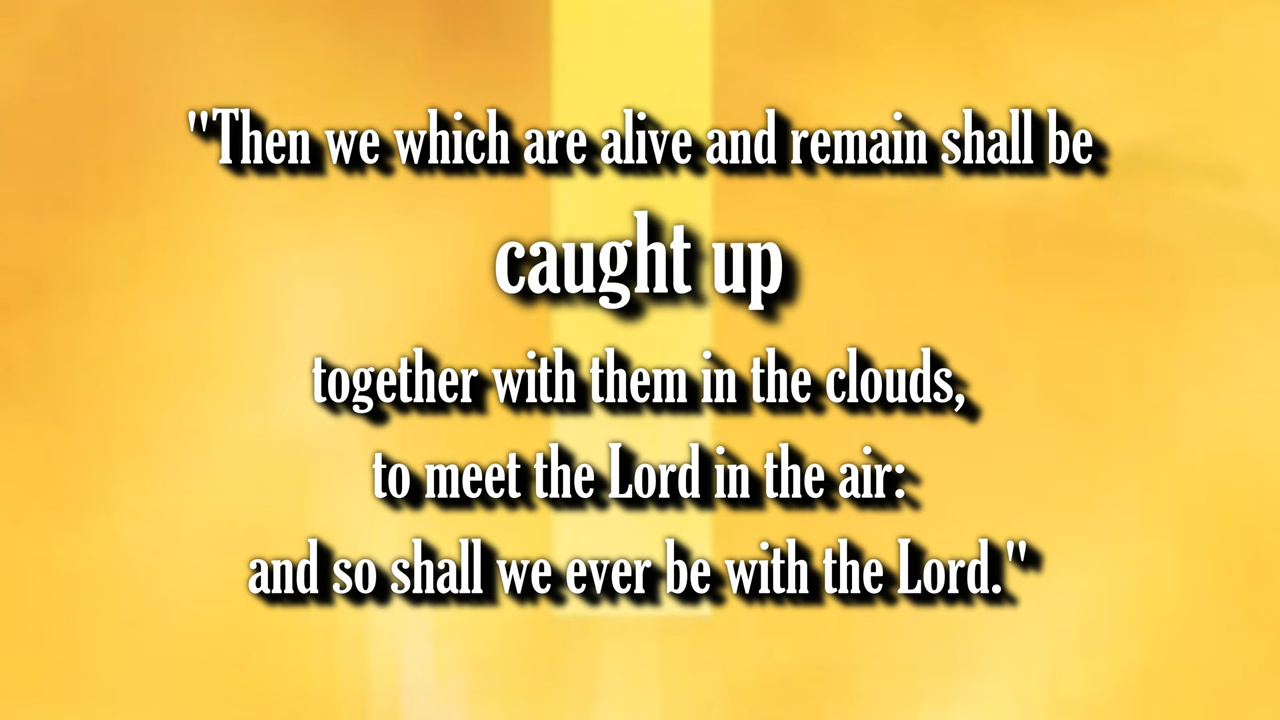 "Then we which are alive and remain shall be
caught up
together with them in the clouds,
to meet the Lord in the air:
and so shall we ever be with the Lord."